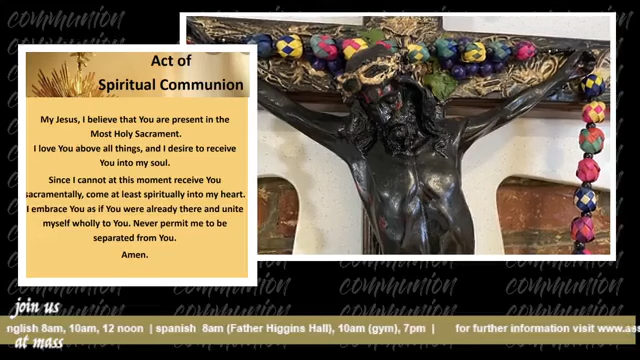 communion communion communion
Act of
Spiritual Communion
My Jesus, I believe that You are present in the
Most Holy Sacrament.
I love You above all things, and I desire to receive
You into my soul.
Since I cannot at this moment receive You
sacramentally, come at least spiritually into my heart.
I embrace You as if You were already there and unite
myself wholly to You. Never permit me to be
separated from You.
Amen.
communion communion communion
join us
nglish 8am, 10am, 12 noon | spanish 8am (Father Higgins Hall), 10am (gym), 7pm | for further information visit www.ass
at mass